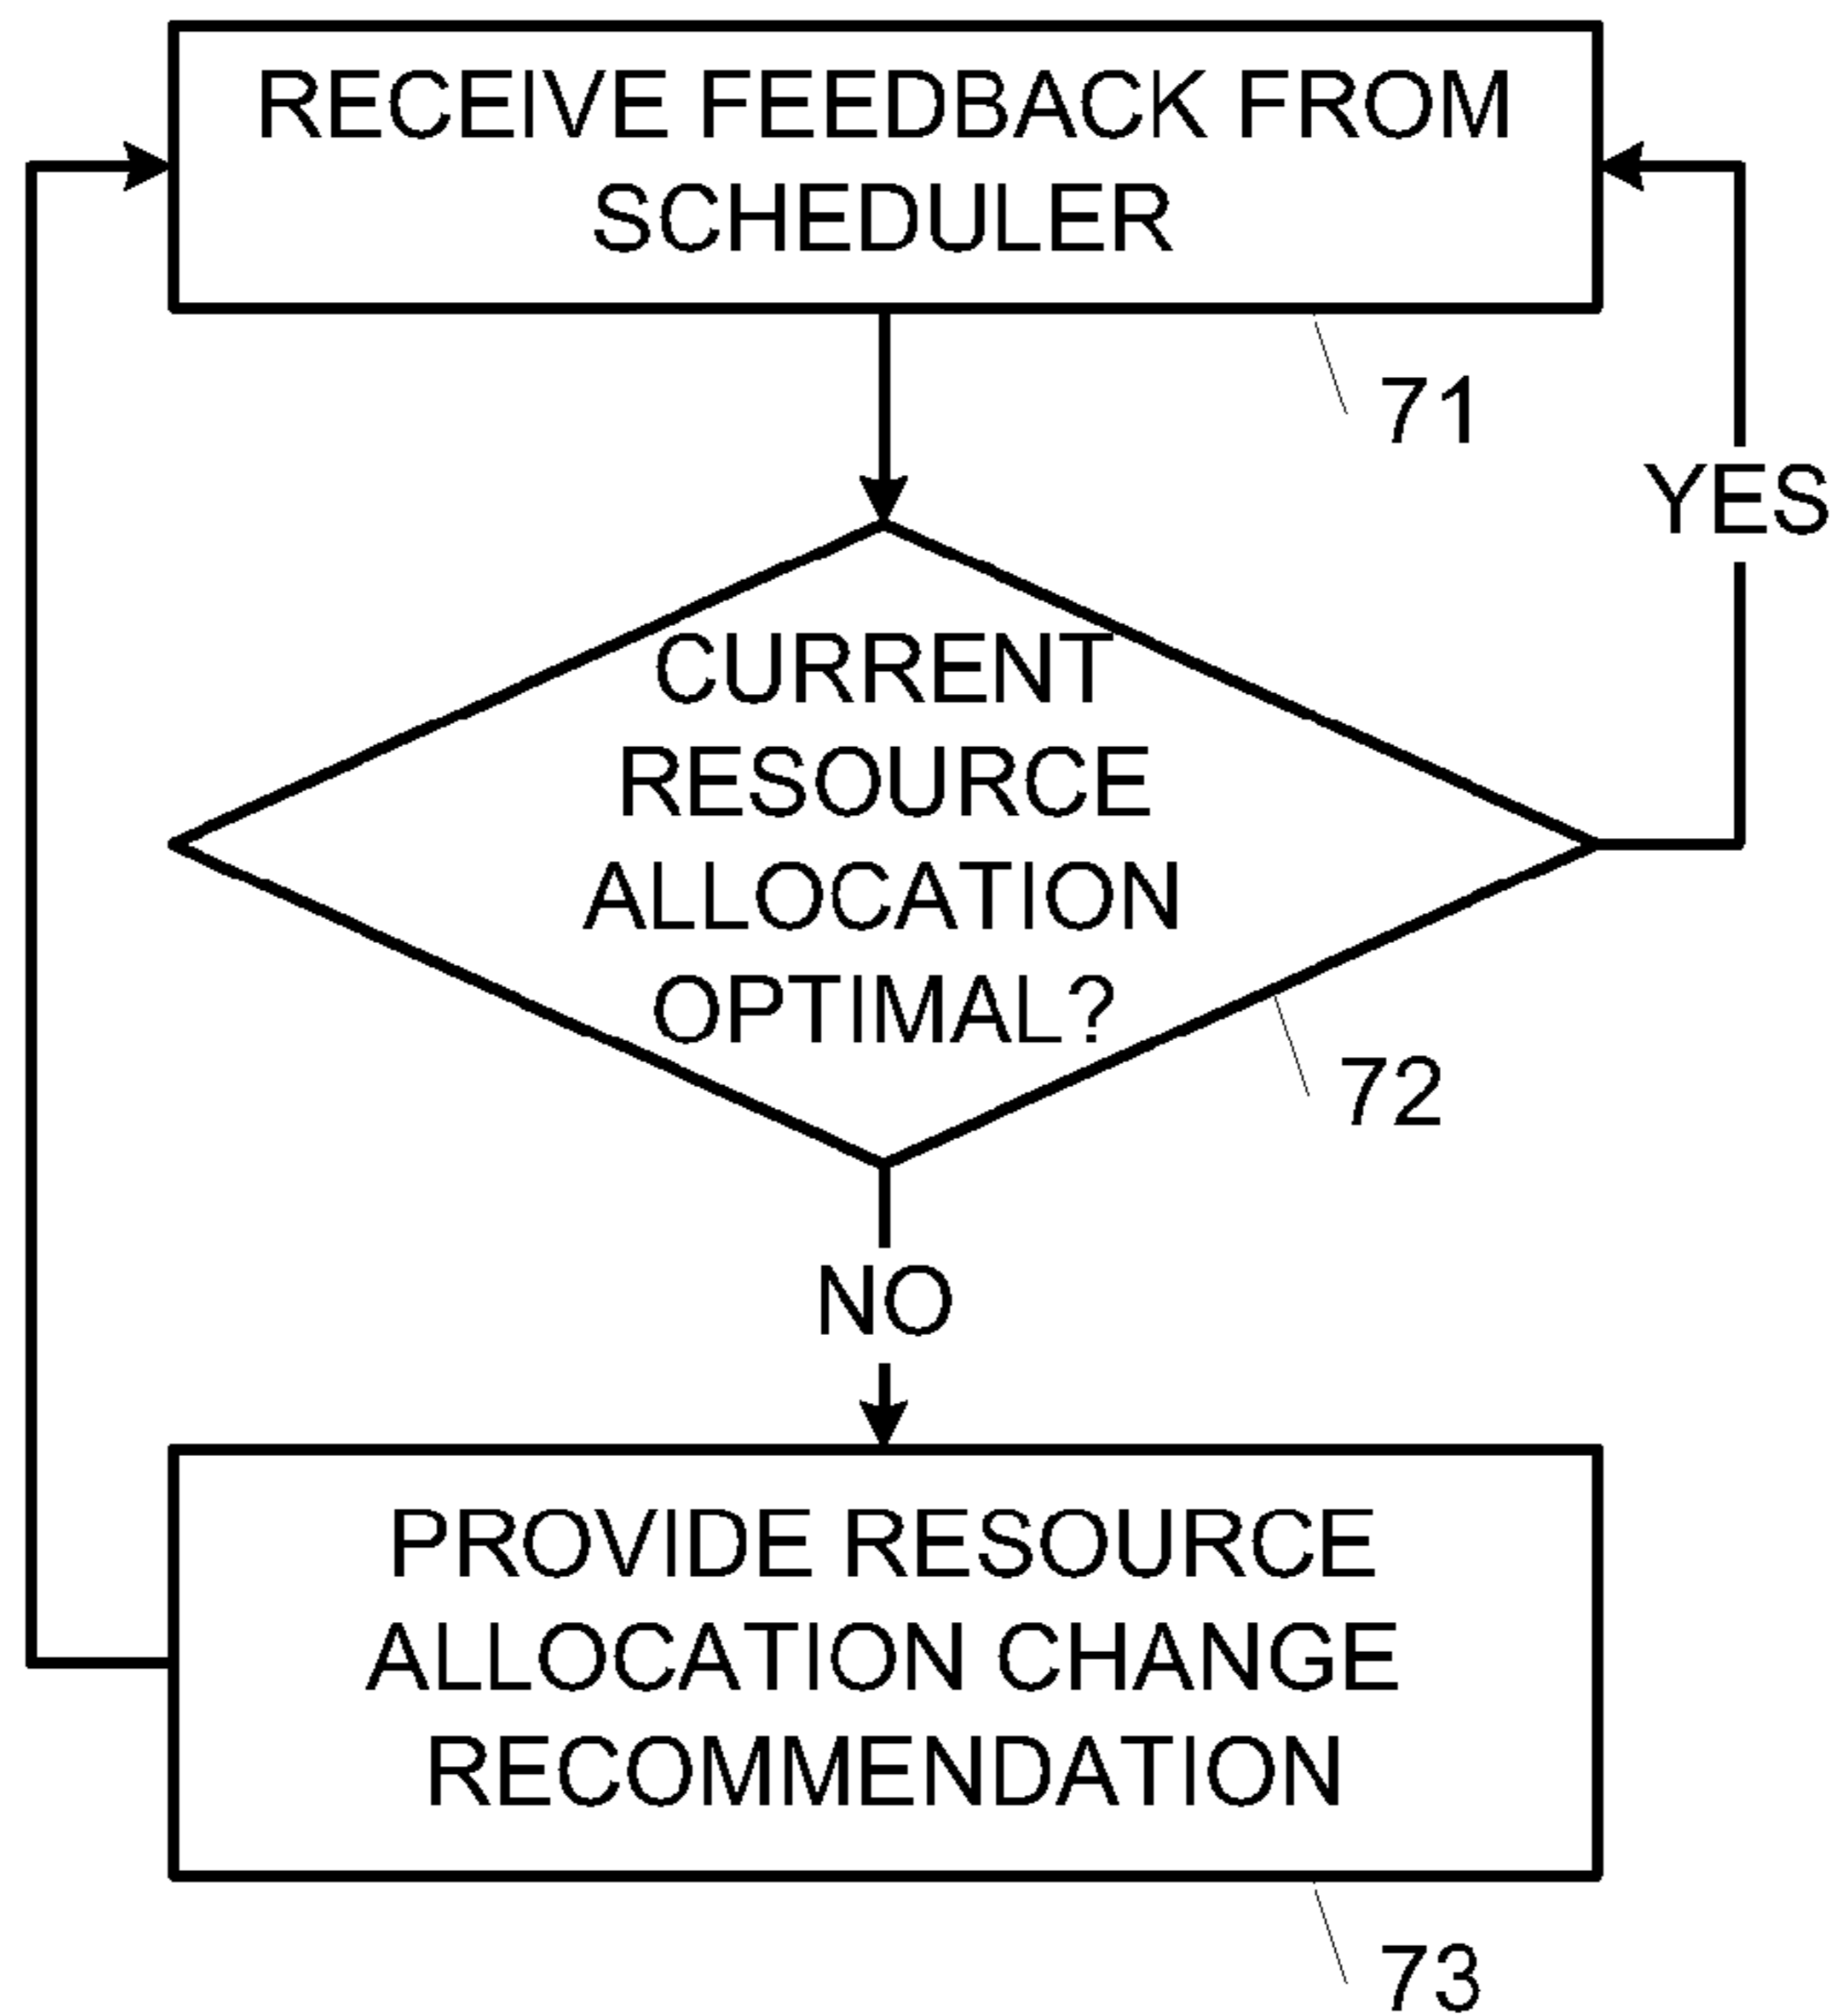 RECEIVE FEEDBACK FROM
SCHEDULER
71
YES
CURRENT
RESOURCE
ALLOCATION
OPTIMAL?
72
NO
PROVIDE RESOURCE
ALLOCATION CHANGE
RECOMMENDATION
73